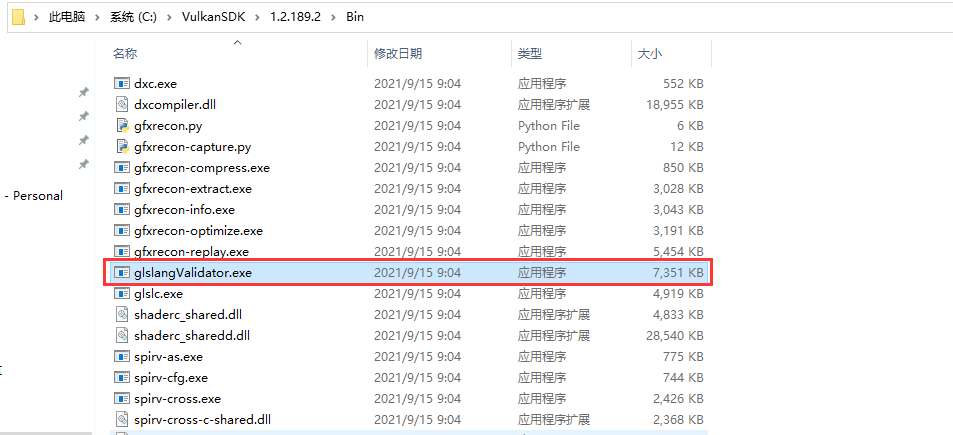 此电脑 > 系统 (C:) > VulkanSDK > 1.2.189.2 > Bin
名称 修改日期 类型 大小
dxc.exe 2021/9/15 9:04 应用程序 552 KB
dxcompiler.dll 2021/9/15 9:04 应用程序扩展 18,955 KB
gfxrecon.py 2021/9/15 9:04 Python File 6 KB
gfxrecon-capture.py 2021/9/15 9:04 Python File 12 KB
gfxrecon-compress.exe 2021/9/15 9:04 应用程序 850 KB
gfxrecon-extract.exe 2021/9/15 9:04 应用程序 3,028 KB
- Personal
gfxrecon-info.exe 2021/9/15 9:04 应用程序 3,043 KB
gfxrecon-optimize.exe 2021/9/15 9:04 应用程序 3,191 KB
gfxrecon-replay.exe 2021/9/15 9:04 应用程序 5,454 KB
glslangValidator.exe 2021/9/15 9:04 应用程序 7,351 KB
glslc.exe 2021/9/15 9:04 应用程序 4,919 KB
shaderc_shared.dll 2021/9/15 9:04 应用程序扩展 4,833 KB
shaderc_sharedd.dll 2021/9/15 9:04 应用程序扩展 28,540 KB
spirv-as.exe 2021/9/15 9:04 应用程序 775 KB
spirv-cfg.exe 2021/9/15 9:04 应用程序 744 KB
spirv-cross.exe 2021/9/15 9:04 应用程序 2,426 KB
spirv-cross-c-shared.dll 2021/9/15 9:04 应用程序扩展 2,368 KB